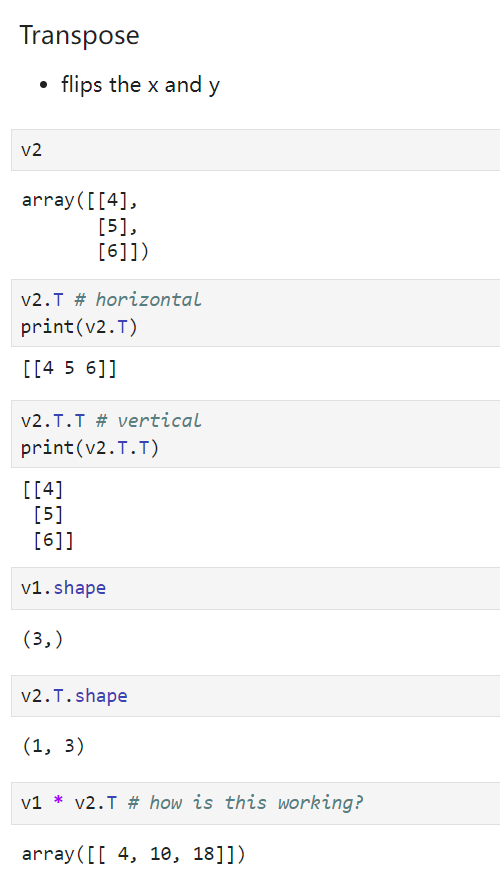 Transpose
• flips the x and y
v2
array([[4],
       [5],
       [6]])
v2.T # horizontal
print(v2.T)
[[4 5 6]]
v2.T.T # vertical
print(v2.T.T)
[[4]
 [5]
 [6]]
v1.shape
(3,)
v2.T.shape
(1, 3)
v1 * v2.T # how is this working?
array([[ 4, 10, 18]])